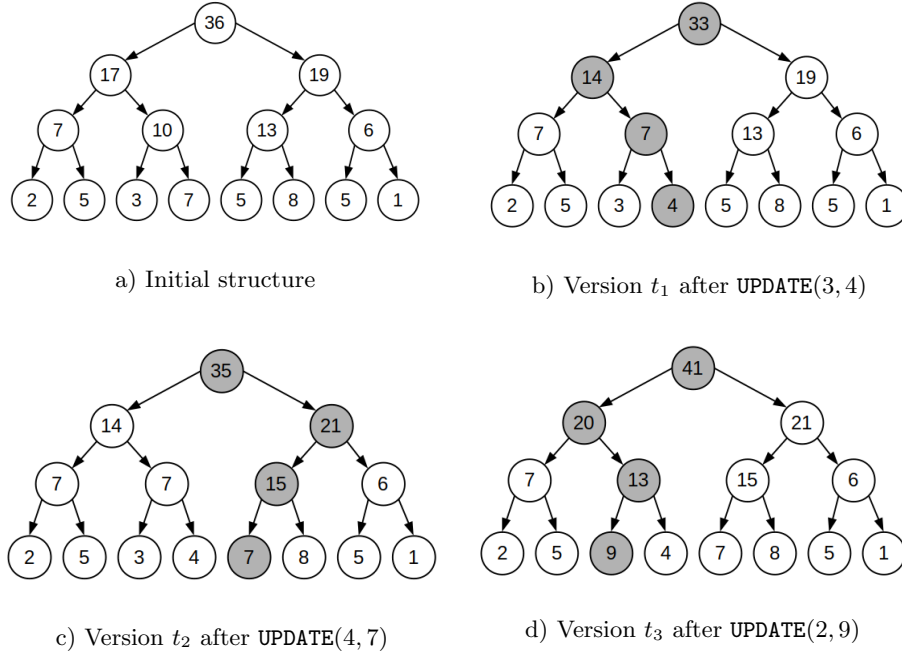 36
17 19
7 10 13 6
2 5 3 7 5 8 5 1
a) Initial structure
33
14 19
7 7 13 6
2 5 3 4 5 8 5 1
b) Version t₁ after UPDATE(3, 4)
35
14 21
7 7 15 6
2 5 3 4 7 8 5 1
c) Version t₂ after UPDATE(4, 7)
41
20 21
7 13 15 6
2 5 9 4 7 8 5 1
d) Version t₃ after UPDATE(2, 9)